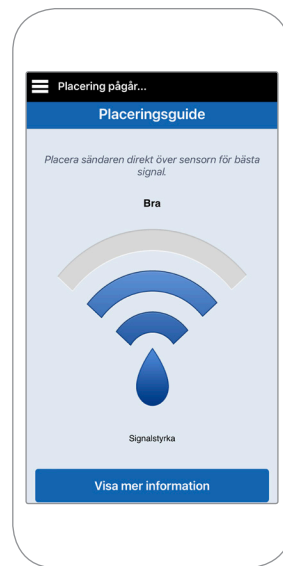 Placering pågår...
Placeringsguide
Placera sändaren direkt över sensorn för bästa
signal.
Bra
Signalstyrka
Visa mer information